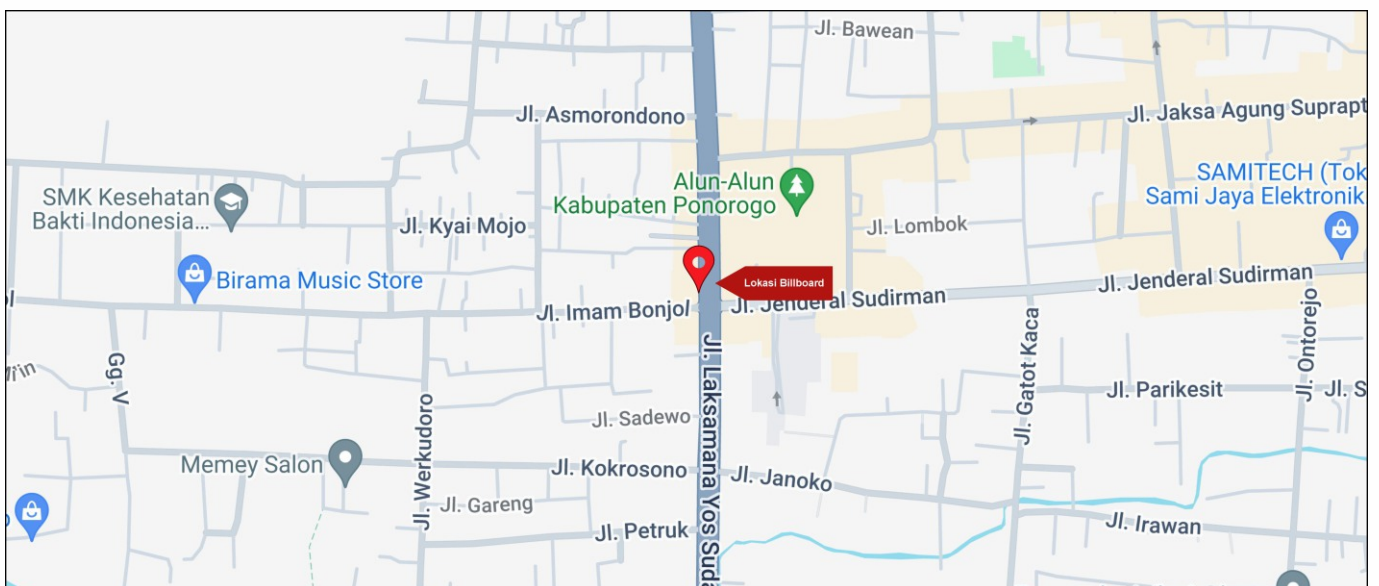 Jl. Bawean
Jl. Asmorondono
Jl. Jaksa Agung Suprapt
SAMITECH (Tok
Sami Jaya Elektronik
SMK Kesehatan
Bakti Indonesia...
Alun-Alun
Kabupaten Ponorogo
Jl. Kyai Mojo
Jl. Lombok
Birama Music Store
Lokasi Billboard
Jl. Jenderal Sudirman
Jl. Imam Bonjol
Jl. Jenderal Sudirman
Gg. V
Jl. Werkudoro
Jl. Laksamana Yos Suda
Jl. Gatot Kaca
Jl. Ontorejo
Jl. Parikesit
Jl. S
Jl. Sadewo
Memey Salon
Jl. Kokrosono
Jl. Janoko
Jl. Gareng
Jl. Petruk
Jl. Irawan